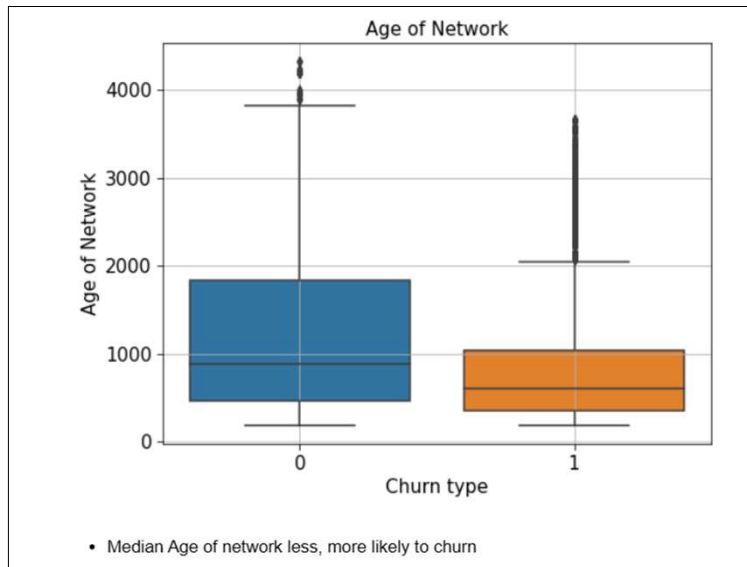 Age of Network
4000
3000
2000
1000
0
Age of Network
0 1
Churn type
• Median Age of network less, more likely to churn